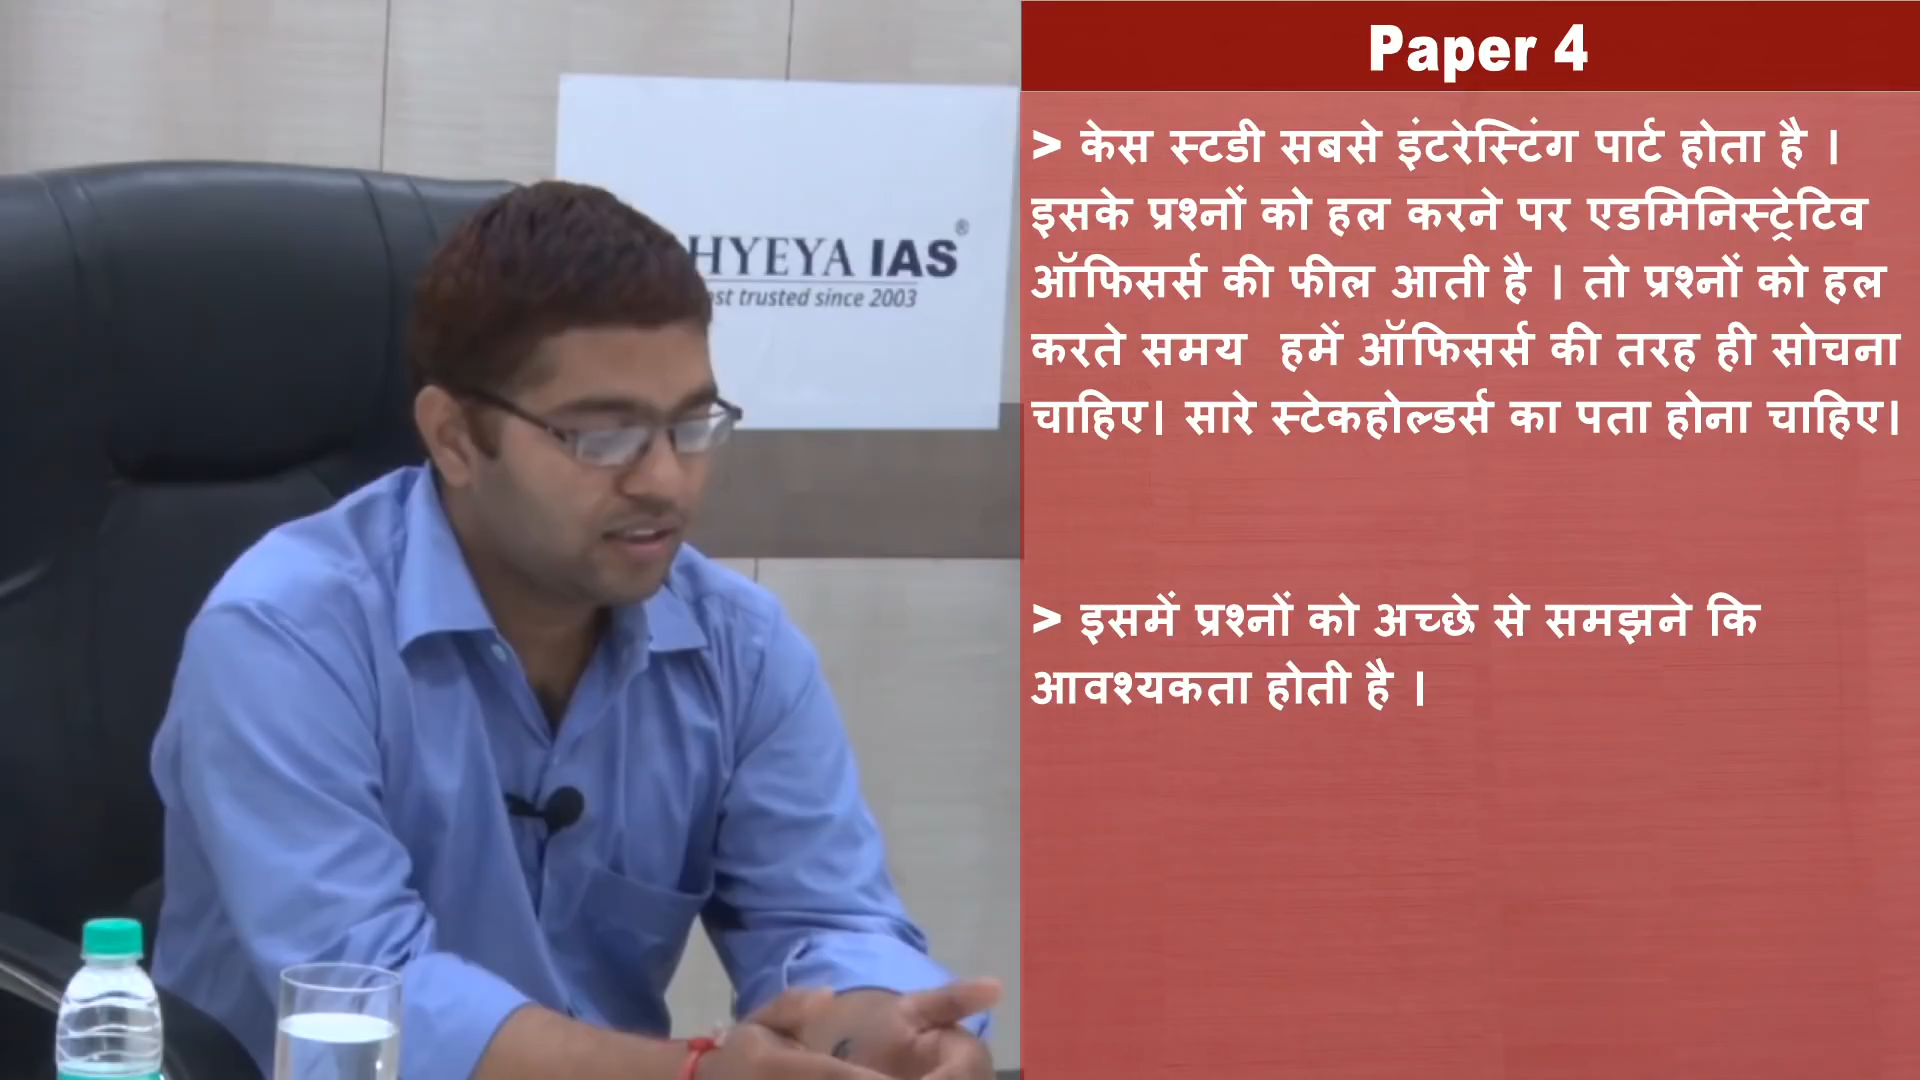 HYEYA IAS®
st trusted since 2003
Paper 4
> केस स्टडी सबसे इंटरेस्टिंग पार्ट होता है ।
इसके प्रश्नों को हल करने पर एडमिनिस्ट्रेटिव
ऑफिसर्स की फील आती है । तो प्रश्नों को हल
करते समय हमें ऑफिसर्स की तरह ही सोचना
चाहिए। सारे स्टेकहोल्डर्स का पता होना चाहिए।
> इसमें प्रश्नों को अच्छे से समझने कि
आवश्यकता होती है ।